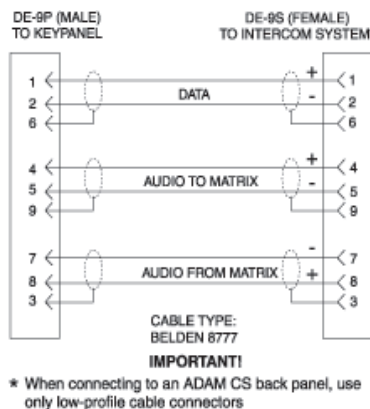 DE-9P (MALE)
TO KEYPANEL
DE-9S (FEMALE)
TO INTERCOM SYSTEM
1 + 1
DATA
2 - 2
6 6
4 + 4
AUDIO TO MATRIX
5 - 5
9 9
7 - 7
AUDIO FROM MATRIX
8 + 8
3 3
CABLE TYPE:
BELDEN 8777
IMPORTANT!
* When connecting to an ADAM CS back panel, use
only low-profile cable connectors